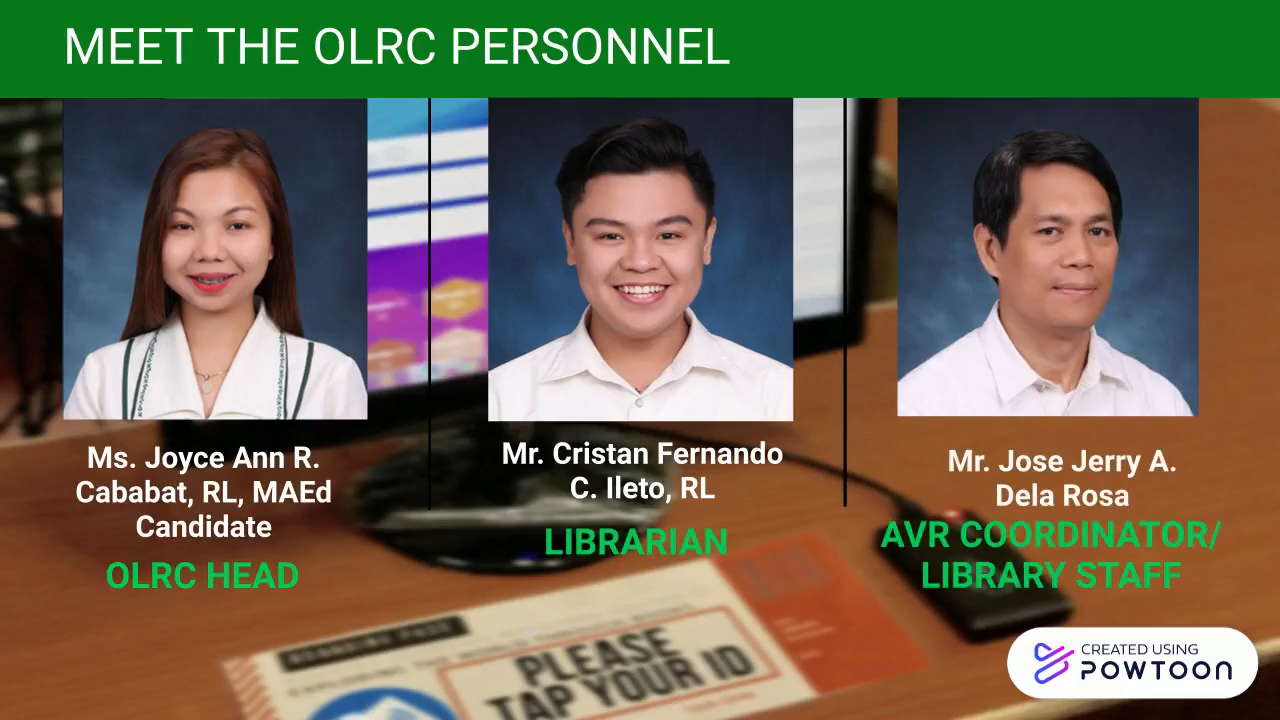 MEET THE OLRC PERSONNEL
Ms. Joyce Ann R.
Cababat, RL, MAEd
Candidate
OLRC HEAD
Mr. Cristan Fernando
C. Ileto, RL
LIBRARIAN
Mr. Jose Jerry A.
Dela Rosa
AVR COORDINATOR/
LIBRARY STAFF
PLEASE
TAP YOUR ID
CREATED USING
POWTOON